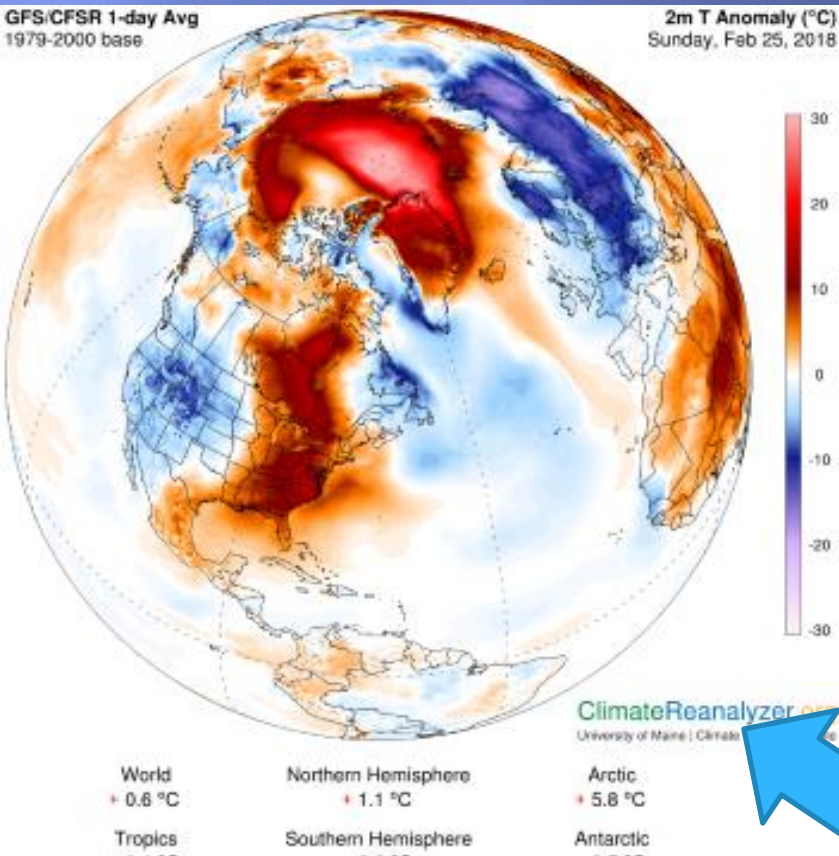 GFS/CFSR 1-day Avg
1979-2000 base
2m T Anomaly (°C)
Sunday, Feb 25, 2018
30
20
10
0
-10
-20
-30
ClimateReanalyzer.org
University of Maine | Climate
World
+ 0.6 °C
Northern Hemisphere
+ 1.1 °C
Arctic
+ 5.8 °C
Tropics
Southern Hemisphere
Antarctic